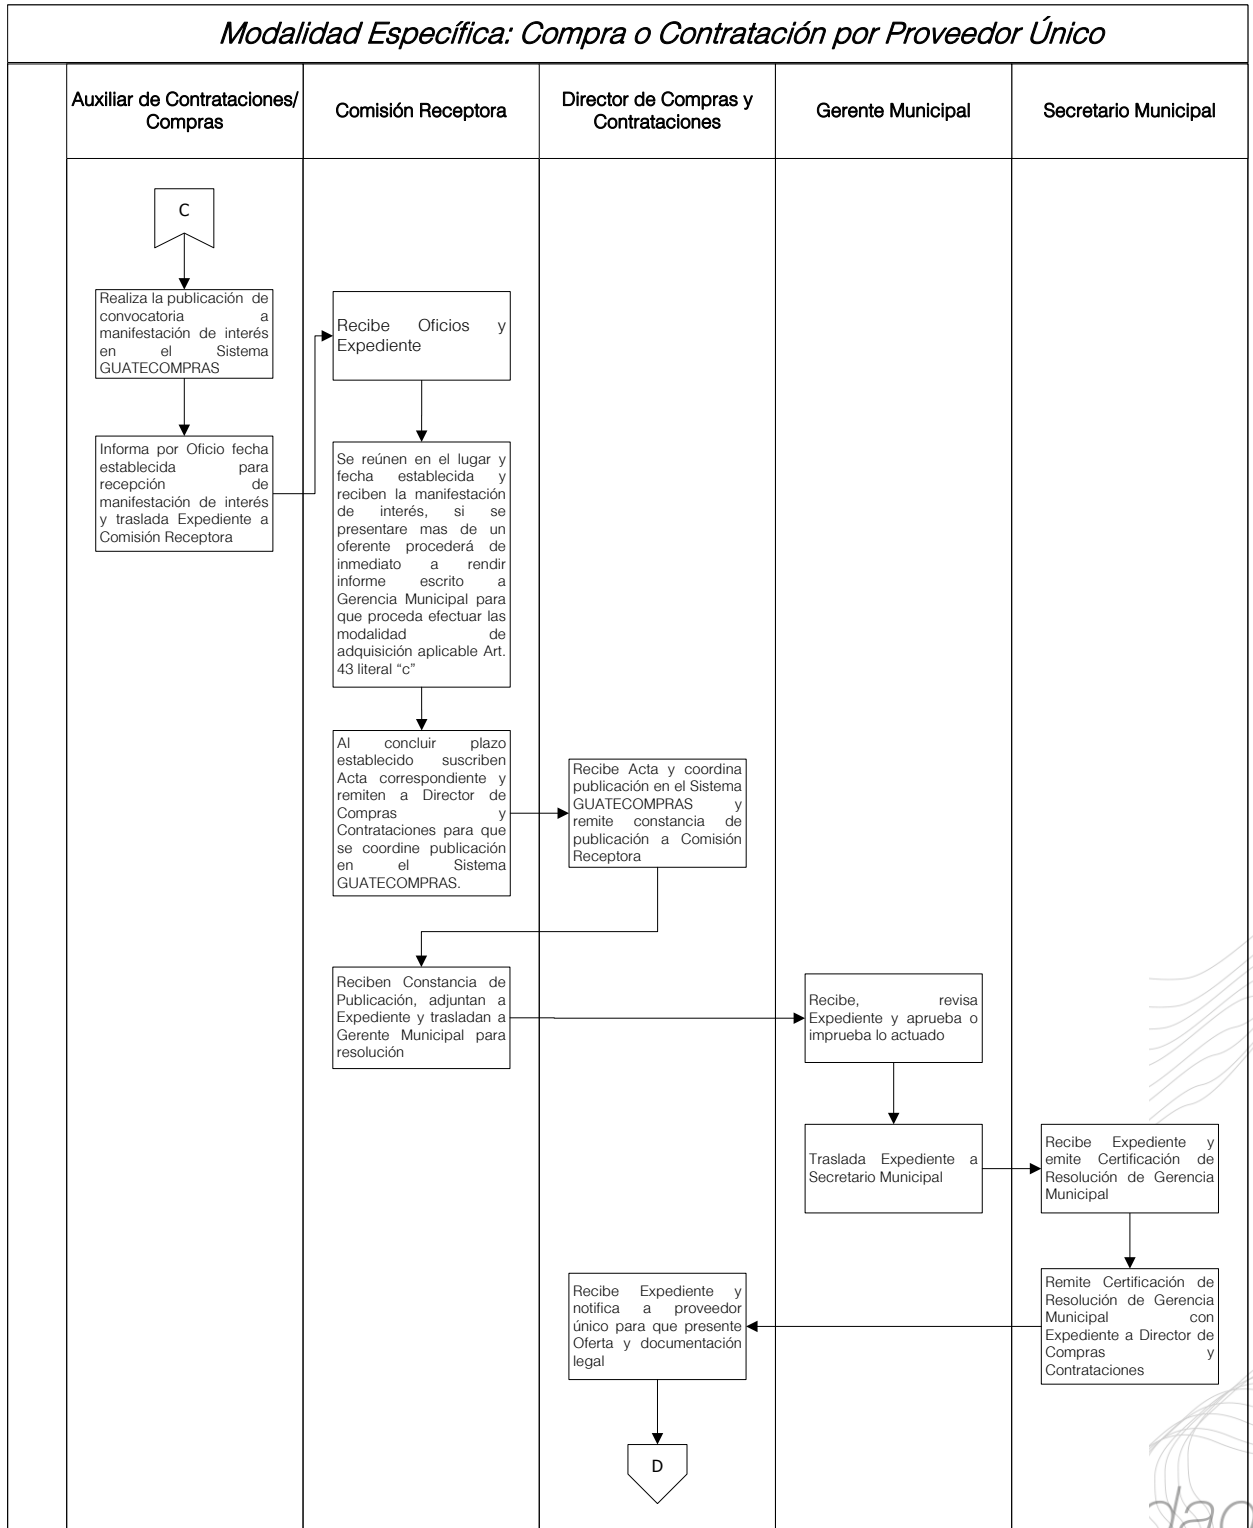 Modalidad Específica: Compra o Contratación por Proveedor Único
Auxiliar de Contrataciones/
Compras
Comisión Receptora
Director de Compras y
Contrataciones
Gerente Municipal
Secretario Municipal
C
Realiza la publicación de
convocatoria a
manifestación de interés
en el Sistema
GUATECOMPRAS
Informa por Oficio fecha
establecida para
recepción de
manifestación de interés
y traslada Expediente a
Comisión Receptora
Recibe Oficios y
Expediente
Se reúnen en el lugar y
fecha establecida y
reciben la manifestación
de interés, si se
presentare mas de un
oferente procederá de
inmediato a rendir
informe escrito a
Gerencia Municipal para
que proceda efectuar las
modalidad de
adquisición aplicable Art.
43 literal “c”
Al concluir plazo
establecido suscriben
Acta correspondiente y
remiten a Director de
Compras y
Contrataciones para que
se coordine publicación
en el Sistema
GUATECOMPRAS.
Recibe Acta y coordina
publicación en el Sistema
GUATECOMPRAS y
remite constancia de
publicación a Comisión
Receptora
Reciben Constancia de
Publicación, adjuntan a
Expediente y trasladan a
Gerente Municipal para
resolución
Recibe, revisa
Expediente y aprueba o
imprueba lo actuado
Traslada Expediente a
Secretario Municipal
Recibe Expediente y
emite Certificación de
Resolución de Gerencia
Municipal
Remite Certificación de
Resolución de Gerencia
Municipal con
Expediente a Director de
Compras y
Contrataciones
Recibe Expediente y
notifica a proveedor
único para que presente
Oferta y documentación
legal
D